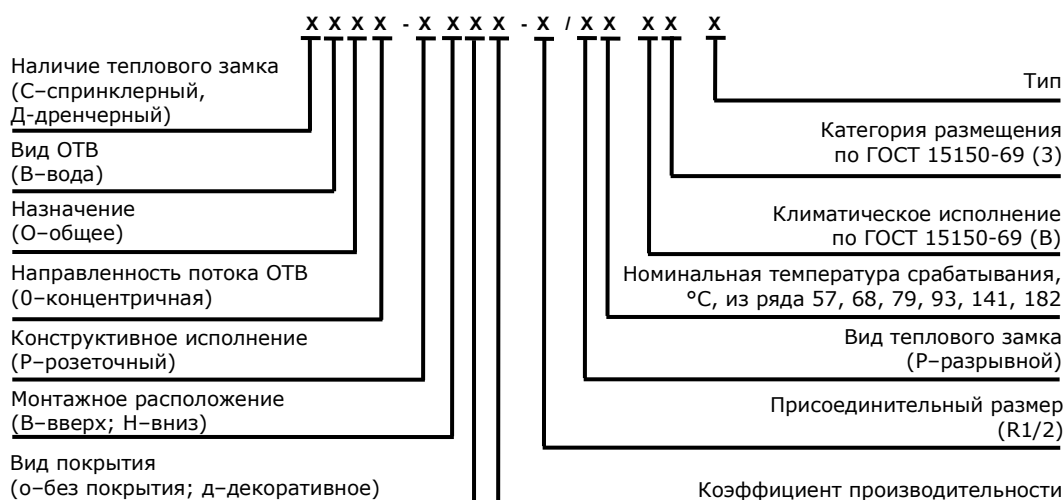 X X X X - X X X X - X / X X X X X
Наличие теплового замка
(С–спринклерный,
Д-дренчерный)
Вид ОТВ
(В–вода)
Назначение
(О–общее)
Направленность потока ОТВ
(0–концентричная)
Конструктивное исполнение
(Р–розеточный)
Монтажное расположение
(В–вверх; Н–вниз)
Вид покрытия
(о–без покрытия; д–декоративное)
Тип
Категория размещения
по ГОСТ 15150-69 (3)
Климатическое исполнение
по ГОСТ 15150-69 (В)
Номинальная температура срабатывания,
°С, из ряда 57, 68, 79, 93, 141, 182
Вид теплового замка
(Р–разрывной)
Присоединительный размер
(R1/2)
Коэффициент производительности